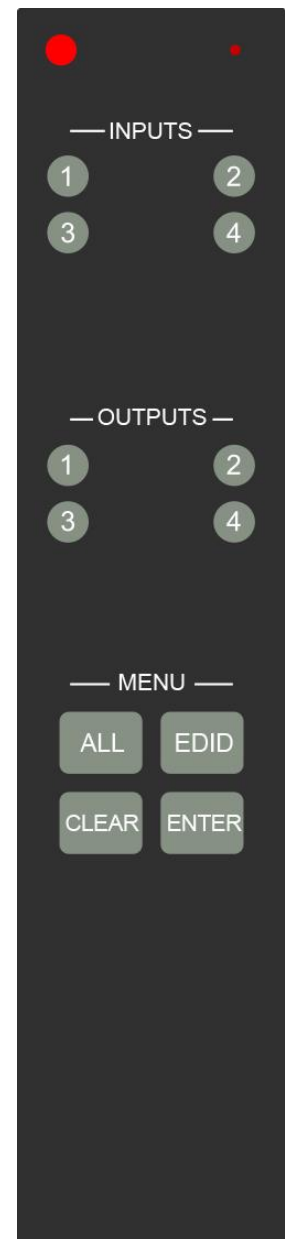 INPUTS
1 2
3 4
OUTPUTS
1 2
3 4
MENU
ALL EDID
CLEAR ENTER